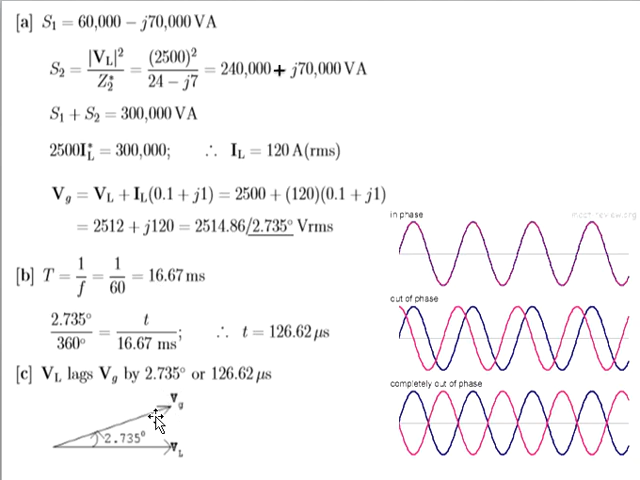 [a] S₁ = 60,000 − j70,000 VA
S₂ = |V_L|² / Z₂* = (2500)² / 24 − j7 = 240,000 + j70,000 VA
S₁ + S₂ = 300,000 VA
2500I_L* = 300,000; ∴ I_L = 120 A(rms)
V_g = V_L + I_L(0.1 + j1) = 2500 + (120)(0.1 + j1)
= 2512 + j120 = 2514.86/2.735° Vrms
[b] T = 1/f = 1/60 = 16.67 ms
2.735° / 360° = t / 16.67 ms; ∴ t = 126.62 μs
[c] V_L lags V_g by 2.735° or 126.62 μs
V_g
2.735°
V_L
in phase
out of phase
completely out of phase